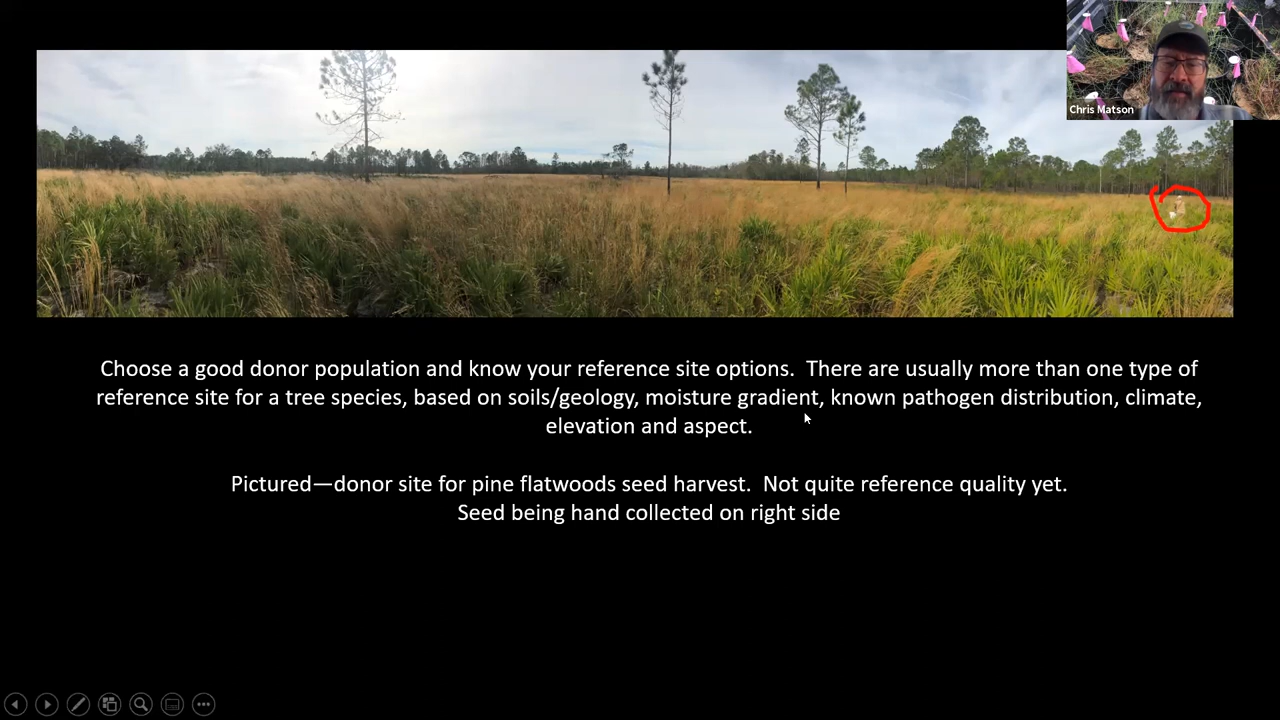 Chris Matson
Choose a good donor population and know your reference site options.  There are usually more than one type of
reference site for a tree species, based on soils/geology, moisture gradient, known pathogen distribution, climate,
elevation and aspect.
Pictured—donor site for pine flatwoods seed harvest.  Not quite reference quality yet.
Seed being hand collected on right side